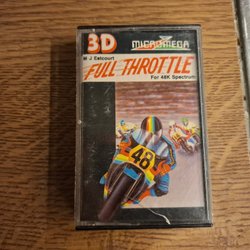 3D
MICROMEGA
M J Estcourt
FULL THROTTLE
For 48K Spectrum
48